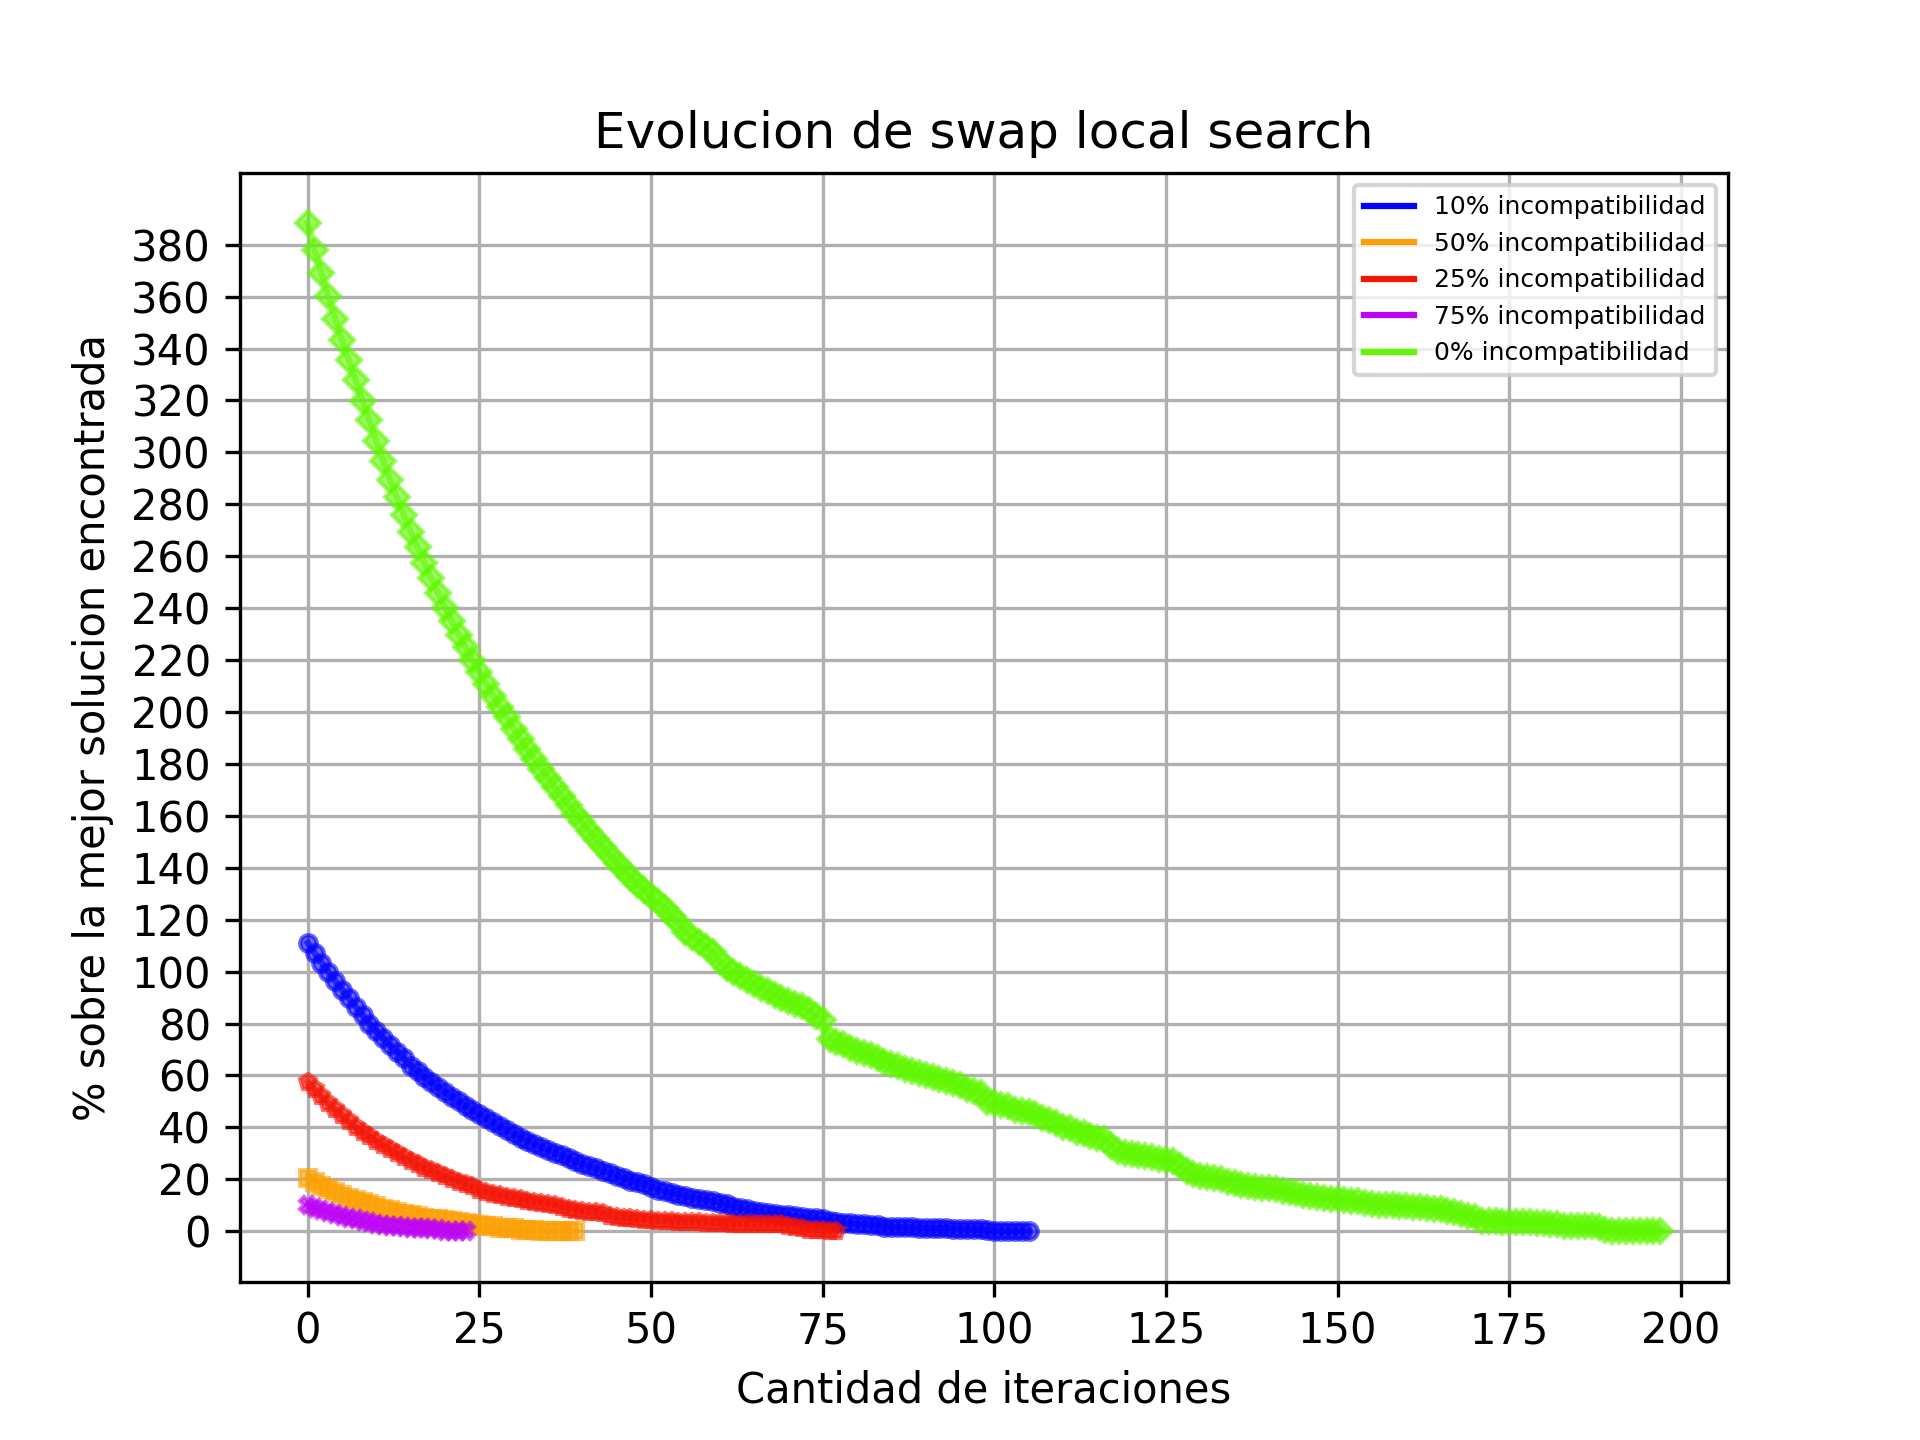 Evolucion de swap local search
10% incompatibilidad
50% incompatibilidad
25% incompatibilidad
75% incompatibilidad
0% incompatibilidad
% sobre la mejor solucion encontrada
380
360
340
320
300
280
260
240
220
200
180
160
140
120
100
80
60
40
20
0
0 25 50 75 100 125 150 175 200
Cantidad de iteraciones